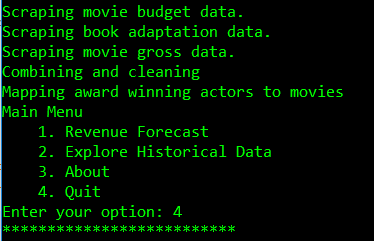 Scraping movie budget data.
Scraping book adaptation data.
Scraping movie gross data.
Combining and cleaning
Mapping award winning actors to movies
Main Menu
    1. Revenue Forecast
    2. Explore Historical Data
    3. About
    4. Quit
Enter your option: 4
**************************